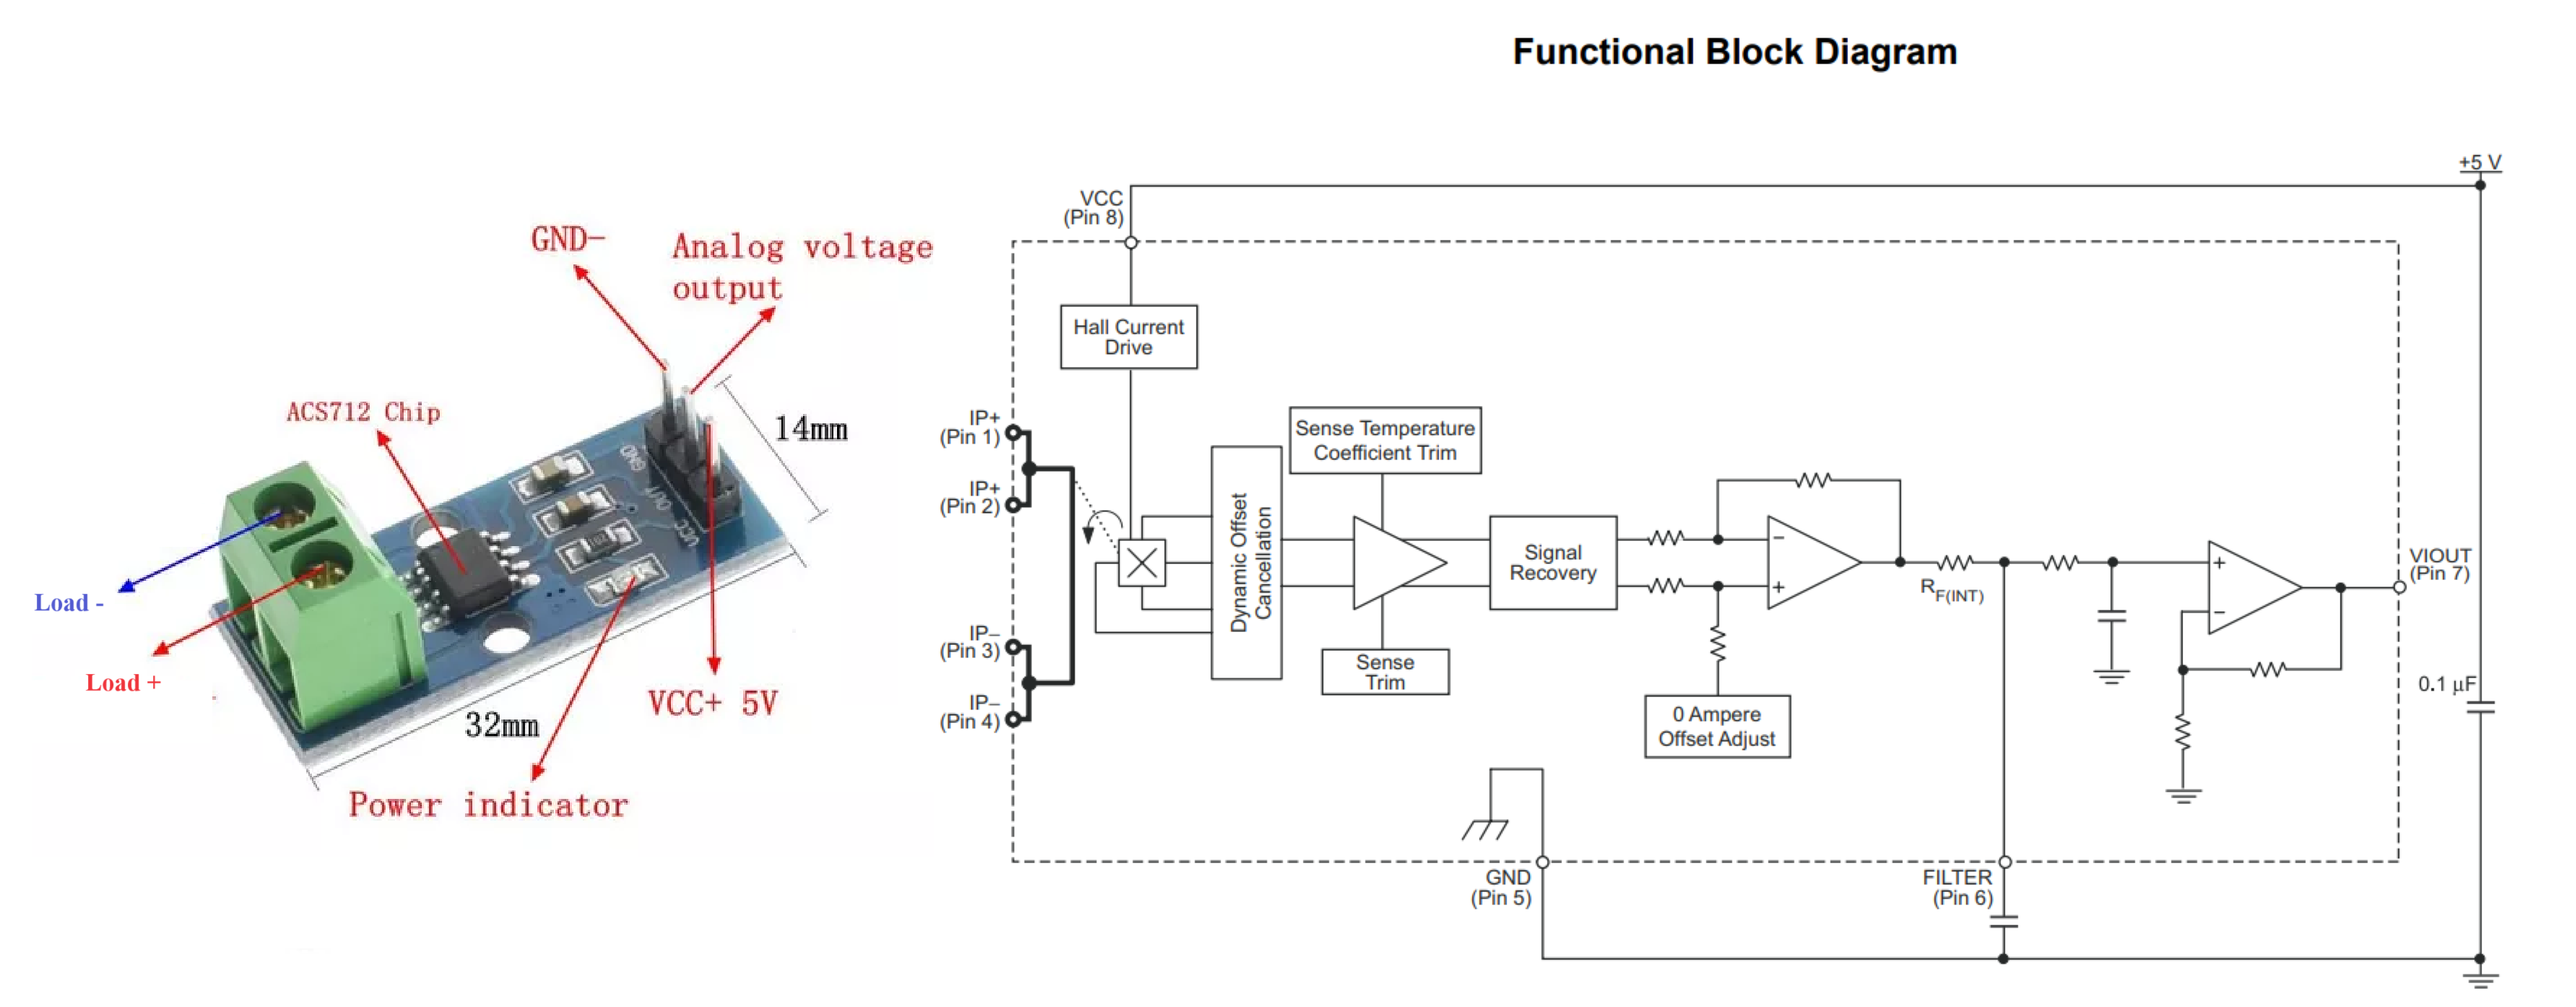 Functional Block Diagram
GND-
Analog voltage
output
ACS712 Chip
14mm
GND
OUT
VCC
Load -
Load +
VCC+ 5V
32mm
Power indicator
+5 V
VCC
(Pin 8)
Hall Current
Drive
IP+
(Pin 1)
IP+
(Pin 2)
IP–
(Pin 3)
IP–
(Pin 4)
Dynamic Offset
Cancellation
Sense Temperature
Coefficient Trim
Sense
Trim
Signal
Recovery
0 Ampere
Offset Adjust
–
+
RF(INT)
+
–
VIOUT
(Pin 7)
0.1 μF
GND
(Pin 5)
FILTER
(Pin 6)